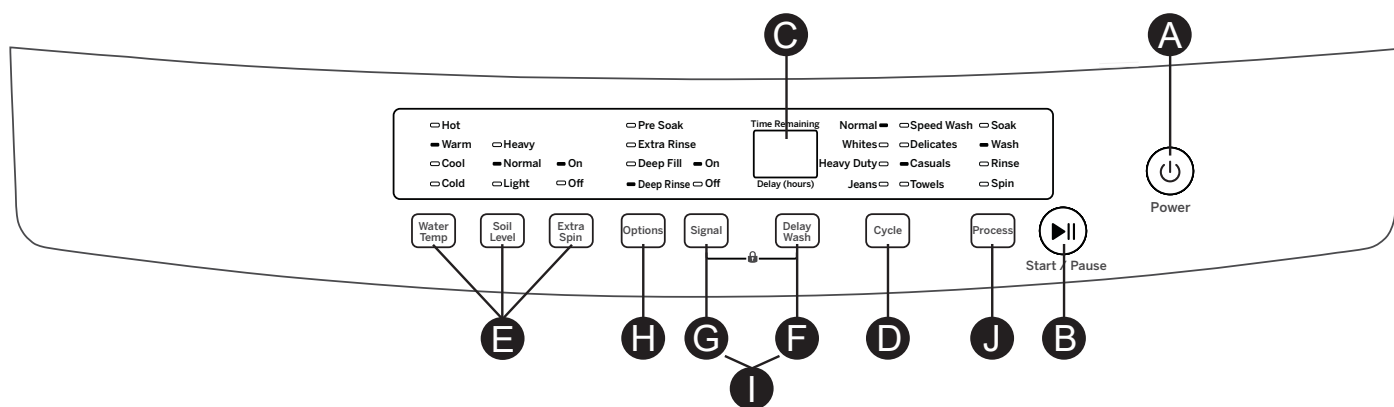 C
A
Hot
Pre Soak
Time Remaining
Normal
Speed Wash
Soak
Warm
Heavy
Extra Rinse
Whites
Delicates
Wash
Cool
Normal
On
Deep Fill
On
Heavy Duty
Casuals
Rinse
Cold
Light
Off
Deep Rinse
Off
Delay (hours)
Jeans
Towels
Spin
Power
Water
Temp
Soil
Level
Extra
Spin
Options
Signal
Delay
Wash
Cycle
Process
Start / Pause
E
H
G
F
D
J
B
I